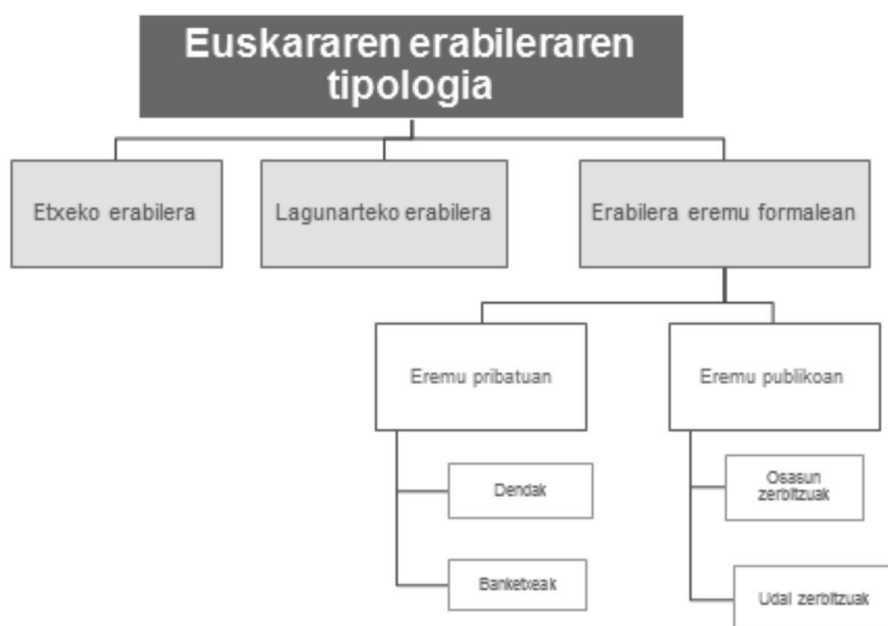 Euskararen erabileraren
tipologia
Etxeko erabilera
Lagunarteko erabilera
Erabilera eremu formalean
Eremu pribatuan
Eremu publikoan
Dendak
Osasun
zerbitzuak
Banketxeak
Udal zerbitzuak